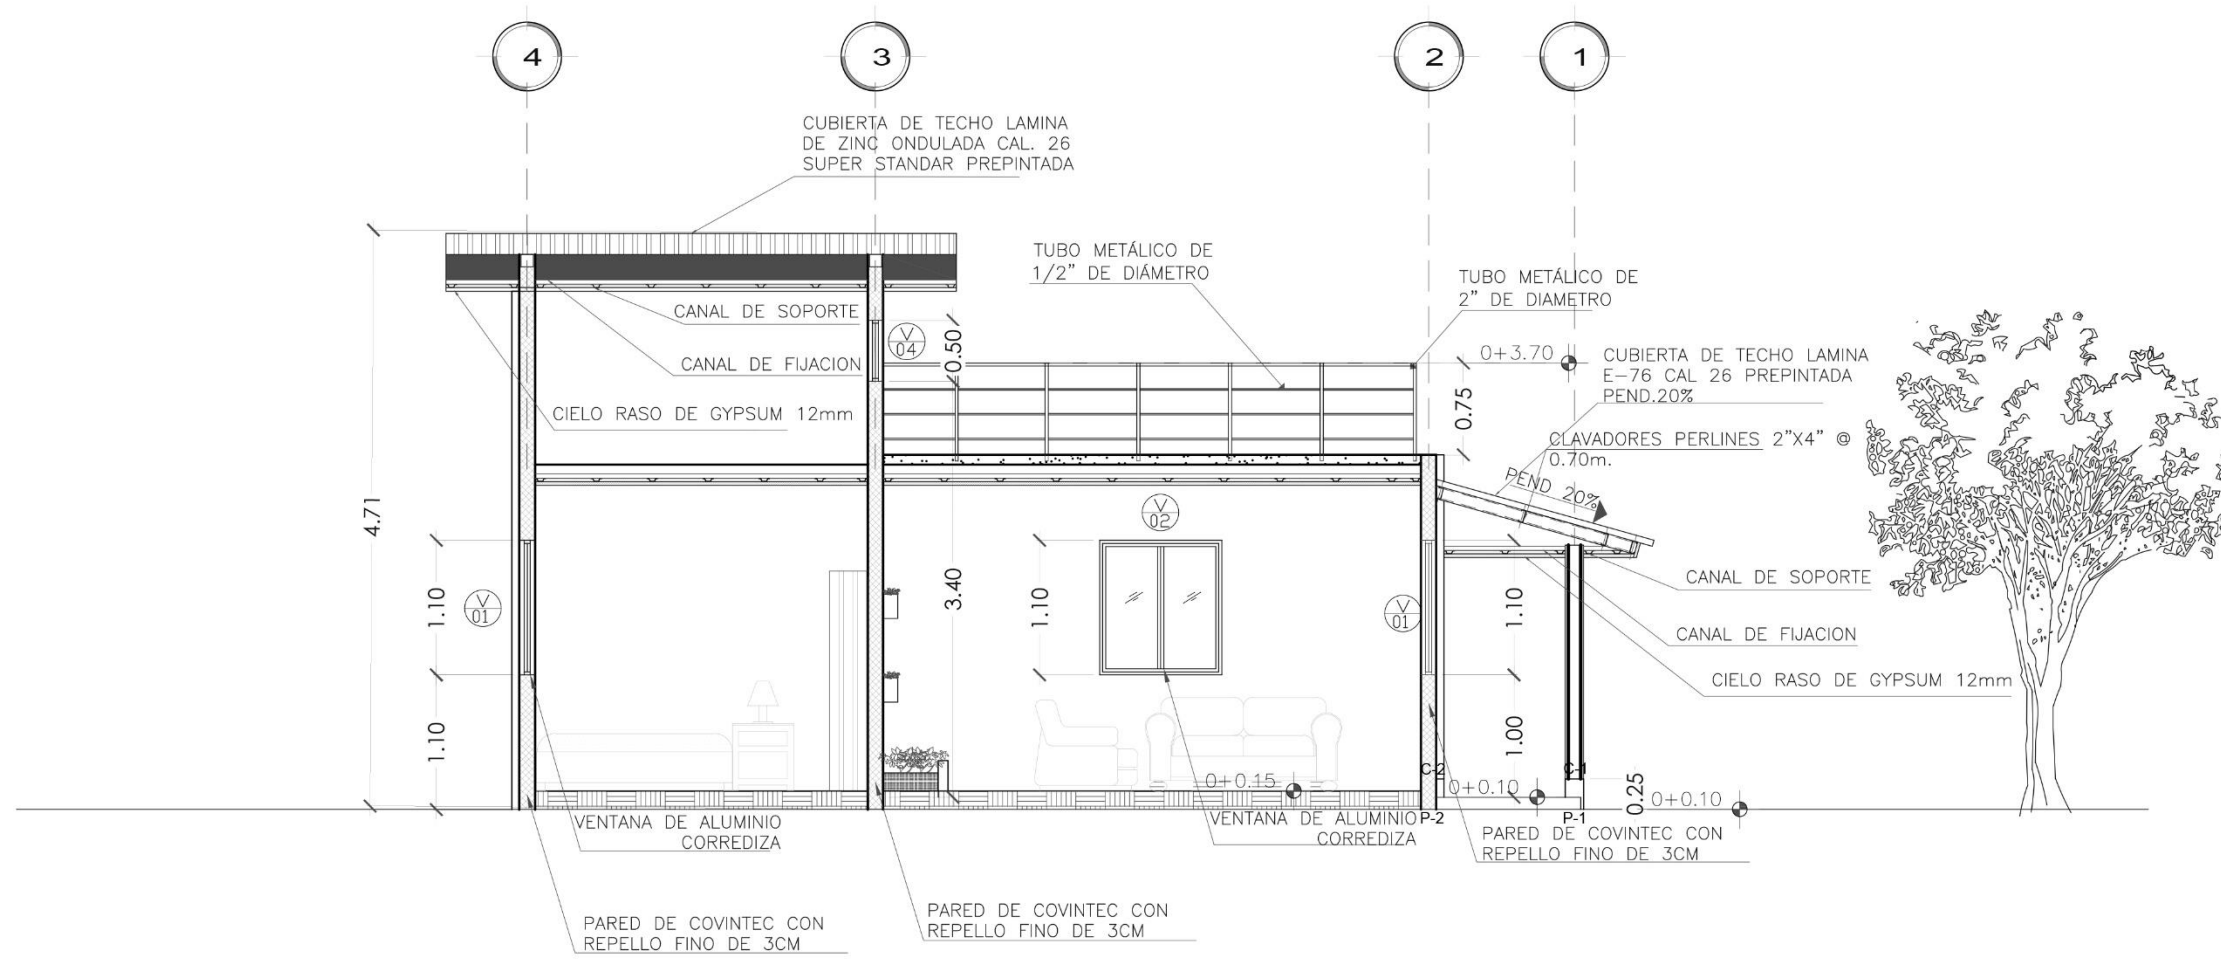 4
3
2
1
CUBIERTA DE TECHO LAMINA
DE ZINC ONDULADA CAL. 26
SUPER STANDAR PREPINTADA
TUBO METÁLICO DE
1/2" DE DIÁMETRO
TUBO METÁLICO DE
2" DE DIAMETRO
CANAL DE SOPORTE
V
04
0.50
0+3.70
CUBIERTA DE TECHO LAMINA
E-76 CAL 26 PREPINTADA
PEND.20%
CANAL DE FIJACION
0.75
CIELO RASO DE GYPSUM 12mm
CLAVADORES PERLINES 2"X4" @
0.70m.
PEND 20%
4.71
V
02
1.10
V
01
3.40
1.10
V
01
1.10
CANAL DE SOPORTE
CANAL DE FIJACION
CIELO RASO DE GYPSUM 12mm
1.10
1.00
C-2
C-1
0+0.15
0+0.10
0.25
0+0.10
VENTANA DE ALUMINIO
CORREDIZA
VENTANA DE ALUMINIO
CORREDIZA
P-2
P-1
PARED DE COVINTEC CON
REPELLO FINO DE 3CM
PARED DE COVINTEC CON
REPELLO FINO DE 3CM
PARED DE COVINTEC CON
REPELLO FINO DE 3CM